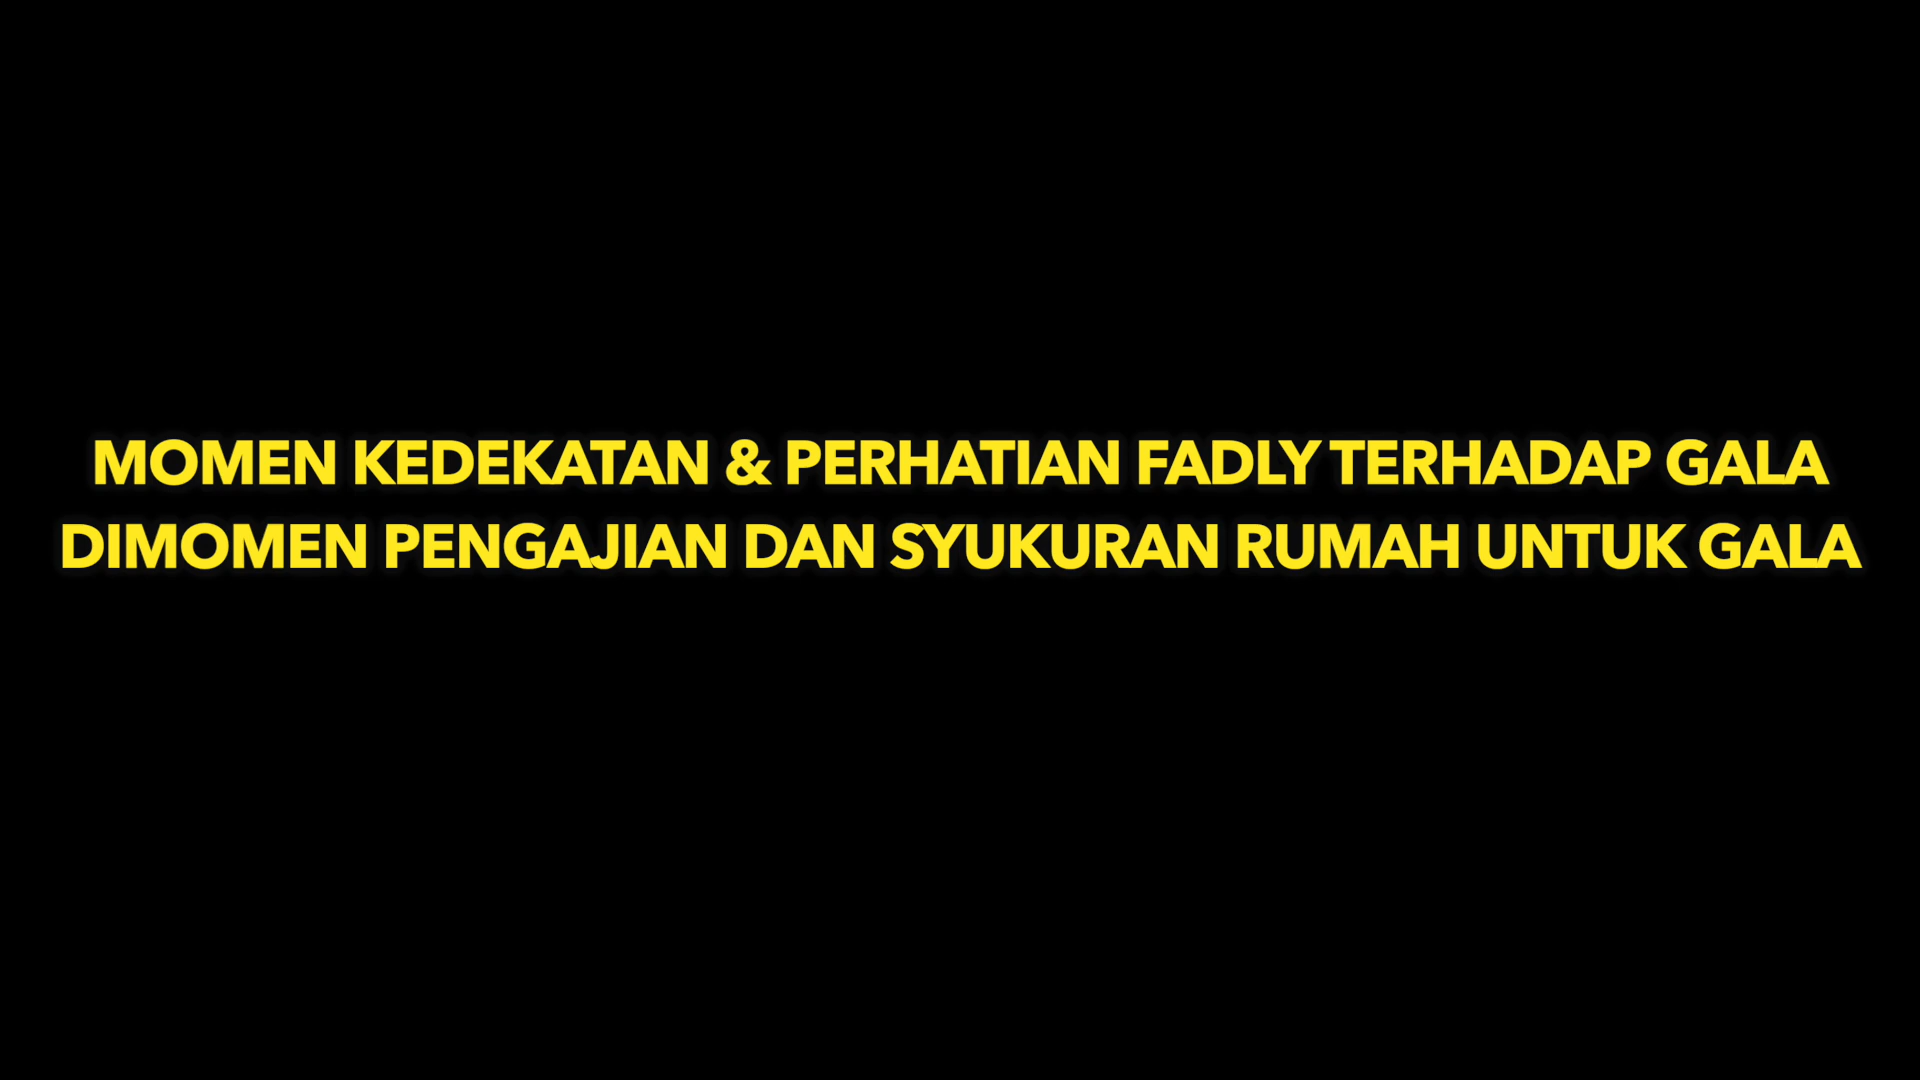 MOMEN KEDEKATAN & PERHATIAN FADLY TERHADAP GALA
DIMOMEN PENGAJIAN DAN SYUKURAN RUMAH UNTUK GALA